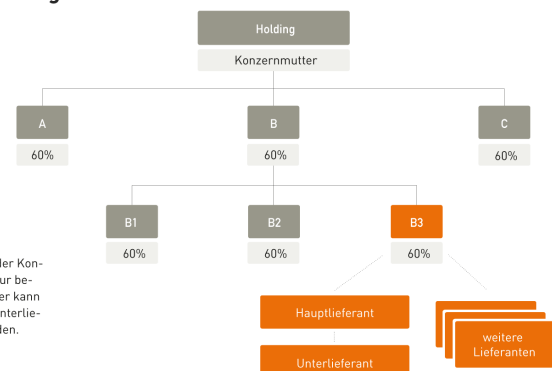 Holding
Konzernmutter
A
B
C
60%
60%
60%
B1
B2
B3
60%
60%
60%
der Kon-
ur be-
er kann
nterlie-
den.
Hauptlieferant
weitere
Lieferanten
Unterlieferant